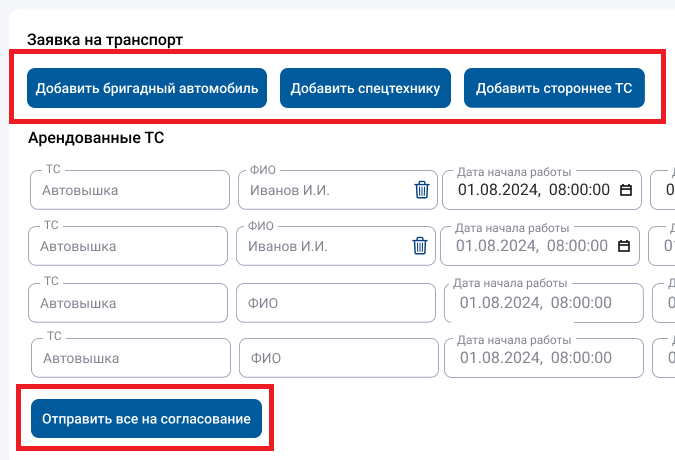 Заявка на транспорт
Добавить бригадный автомобиль Добавить спецтехнику Добавить стороннее ТС
Арендованные ТС
ТС ФИО Дата начала работы
Автовышка Иванов И.И. 01.08.2024, 08:00:00
ТС ФИО Дата начала работы
Автовышка Иванов И.И. 01.08.2024, 08:00:00
ТС Дата начала работы
Автовышка ФИО 01.08.2024, 08:00:00
ТС Дата начала работы
Автовышка ФИО 01.08.2024, 08:00:00
Отправить все на согласование